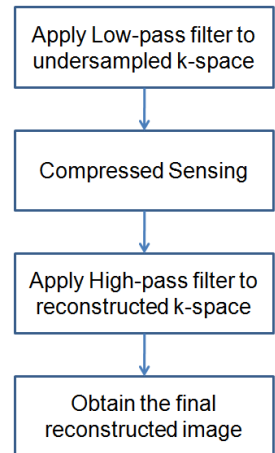 Apply Low-pass filter to
undersampled k-space
Compressed Sensing
Apply High-pass filter to
reconstructed k-space
Obtain the final
reconstructed image